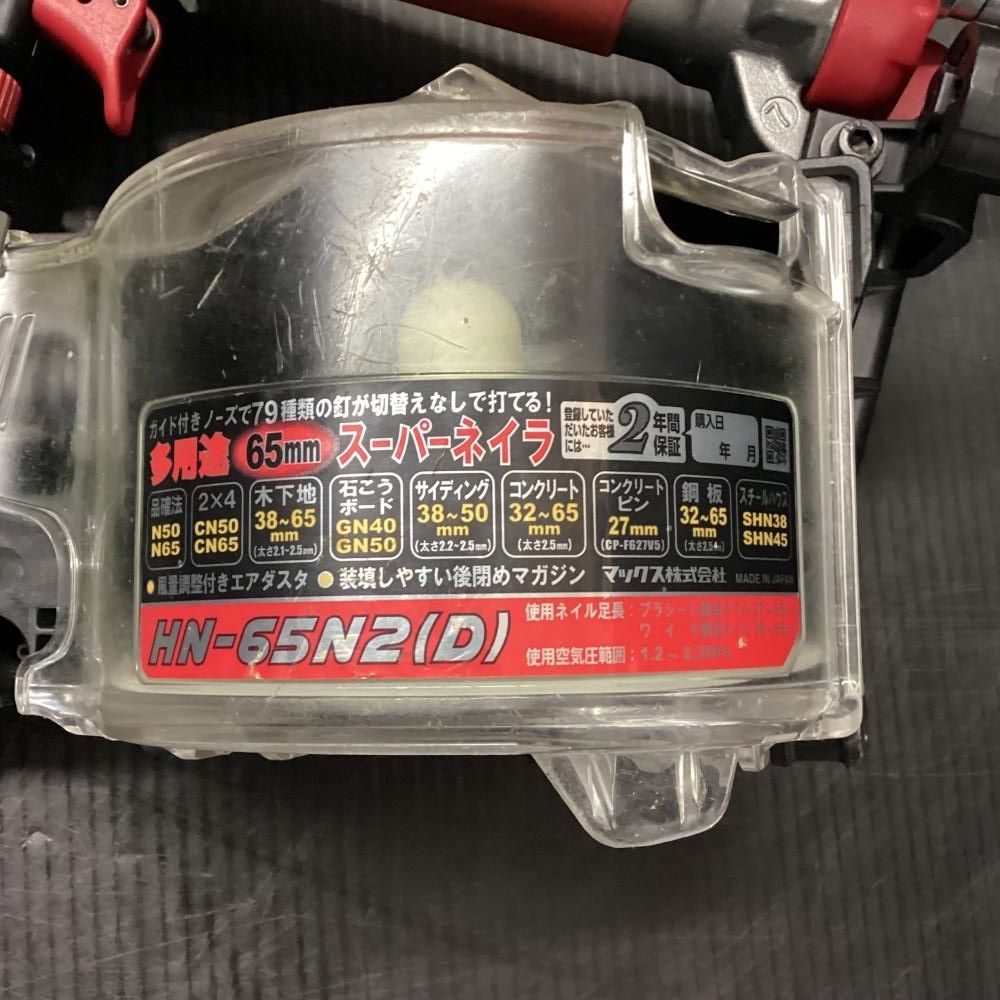 ガイド付きノーズで79種類の釘が切替えなしで打てる!
多用途 65mm スーパーネイラ
登録していた
だいたお客様
には…
2年間
保証
購入日
年 月
品確法
N50
N65
2×4
CN50
CN65
木下地
38~65
mm
(太さ2.1~2.5mm)
石こう
ボード
GN40
GN50
サイディング
38~50
mm
(太さ2.2~2.5mm)
コンクリート
32~65
mm
(太さ2.5mm)
コンクリート
ピン
27mm
(CP-F627V5)
鋼板
32~65
mm
(太さ2.5mm)
スチールハウス
SHN38
SHN45
●風量調整付きエアダスタ ●装填しやすい後閉めマガジン マックス株式会社 MADE IN JAPAN
HN-65N2(D)
使用ネイル足長:
使用空気圧範囲:1.2~